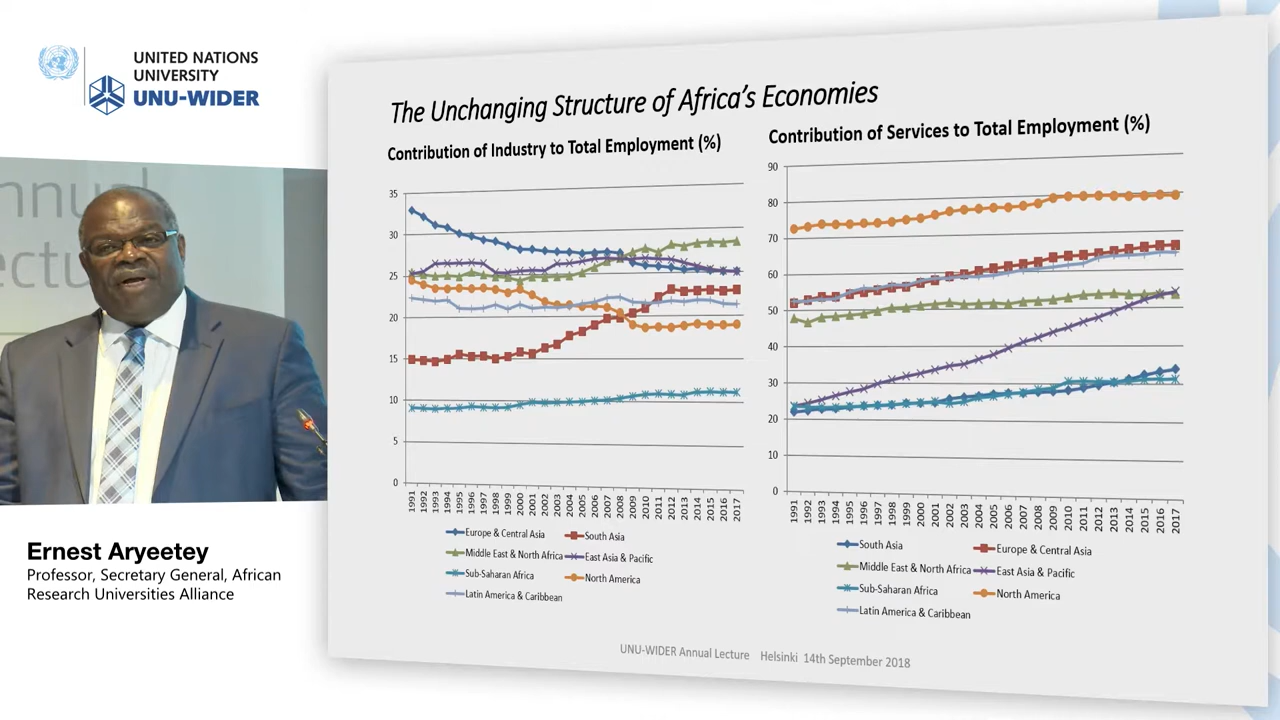 UNITED NATIONS
UNIVERSITY
UNU-WIDER
Ernest Aryeetey
Professor, Secretary General, African
Research Universities Alliance
The Unchanging Structure of Africa's Economies
Contribution of Industry to Total Employment (%)
35
30
25
20
15
10
5
0
1991 1992 1993 1994 1995 1996 1997 1998 1999 2000 2001 2002 2003 2004 2005 2006 2007 2008 2009 2010 2011 2012 2013 2014 2015 2016 2017
Europe & Central Asia South Asia
Middle East & North Africa East Asia & Pacific
Sub-Saharan Africa North America
Latin America & Caribbean
Contribution of Services to Total Employment (%)
90
80
70
60
50
40
30
20
10
0
1991 1992 1993 1994 1995 1996 1997 1998 1999 2000 2001 2002 2003 2004 2005 2006 2007 2008 2009 2010 2011 2012 2013 2014 2015 2016 2017
South Asia Europe & Central Asia
Middle East & North Africa East Asia & Pacific
Sub-Saharan Africa North America
Latin America & Caribbean
UNU-WIDER Annual Lecture Helsinki 14th September 2018